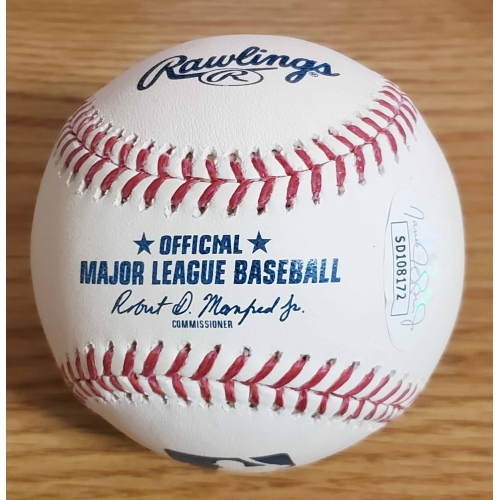 Rawlings
R ®
★ OFFICIAL ★
MAJOR LEAGUE BASEBALL
Robert D. Manfred Jr.
COMMISSIONER
SD108172